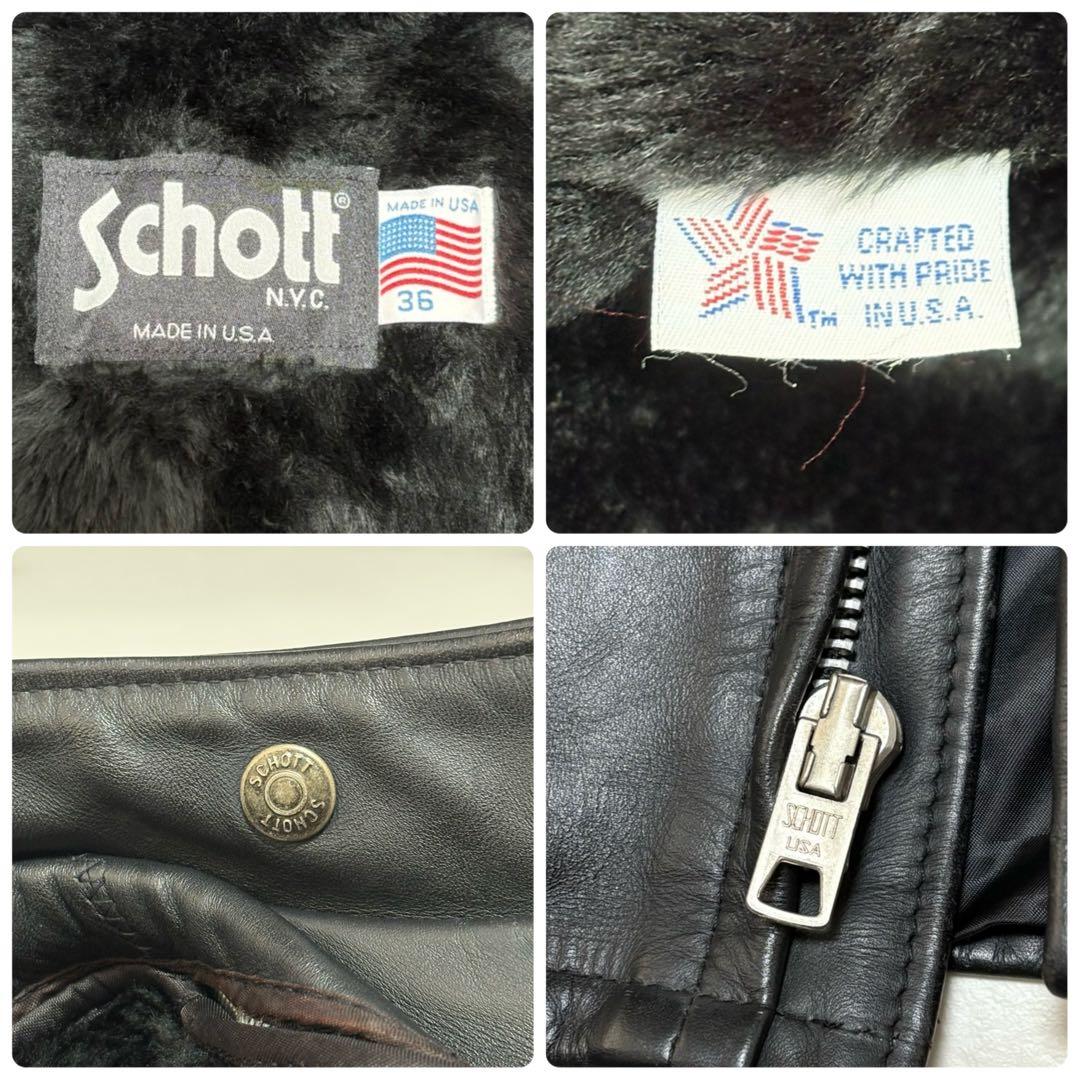 Schott®
N.Y.C.
MADE IN U.S.A
MADE IN USA
36
CRAFTED
WITH PRIDE
IN U.S.A.
TM
SCHOTT
SCHOTT
SCHOTT
USA